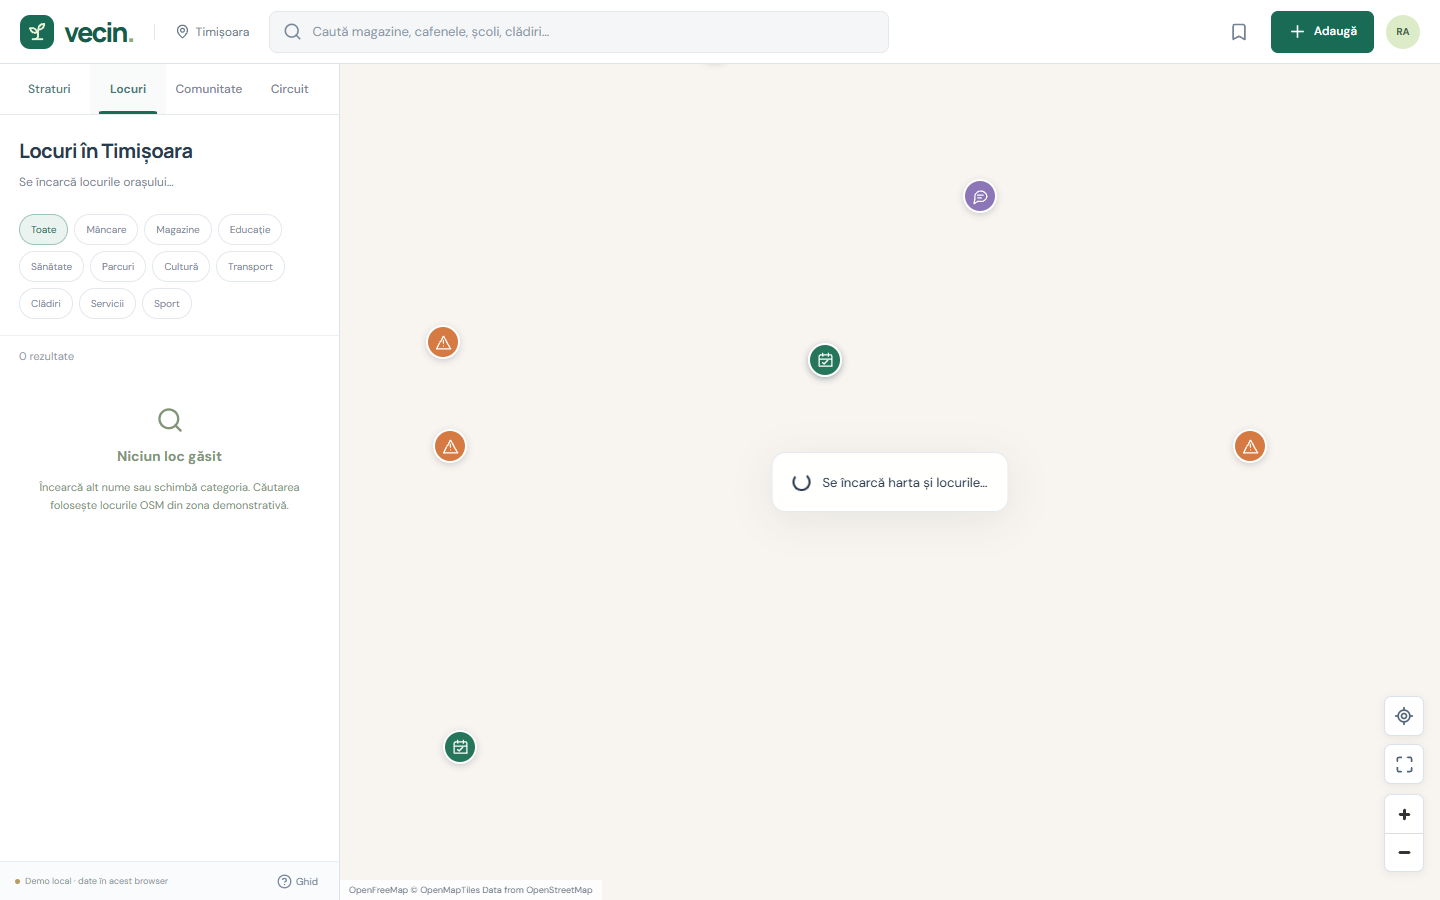 vecin.
Timișoara
Caută magazine, cafenele, școli, clădiri…
Adaugă
RA
Straturi
Locuri
Comunitate
Circuit
Locuri în Timișoara
Se încarcă locurile orașului…
Toate
Mâncare
Magazine
Educație
Sănătate
Parcuri
Cultură
Transport
Clădiri
Servicii
Sport
0 rezultate
Niciun loc găsit
Încearcă alt nume sau schimbă categoria. Căutarea
folosește locurile OSM din zona demonstrativă.
Se încarcă harta și locurile…
Demo local · date în acest browser
Ghid
OpenFreeMap © OpenMapTiles Data from OpenStreetMap